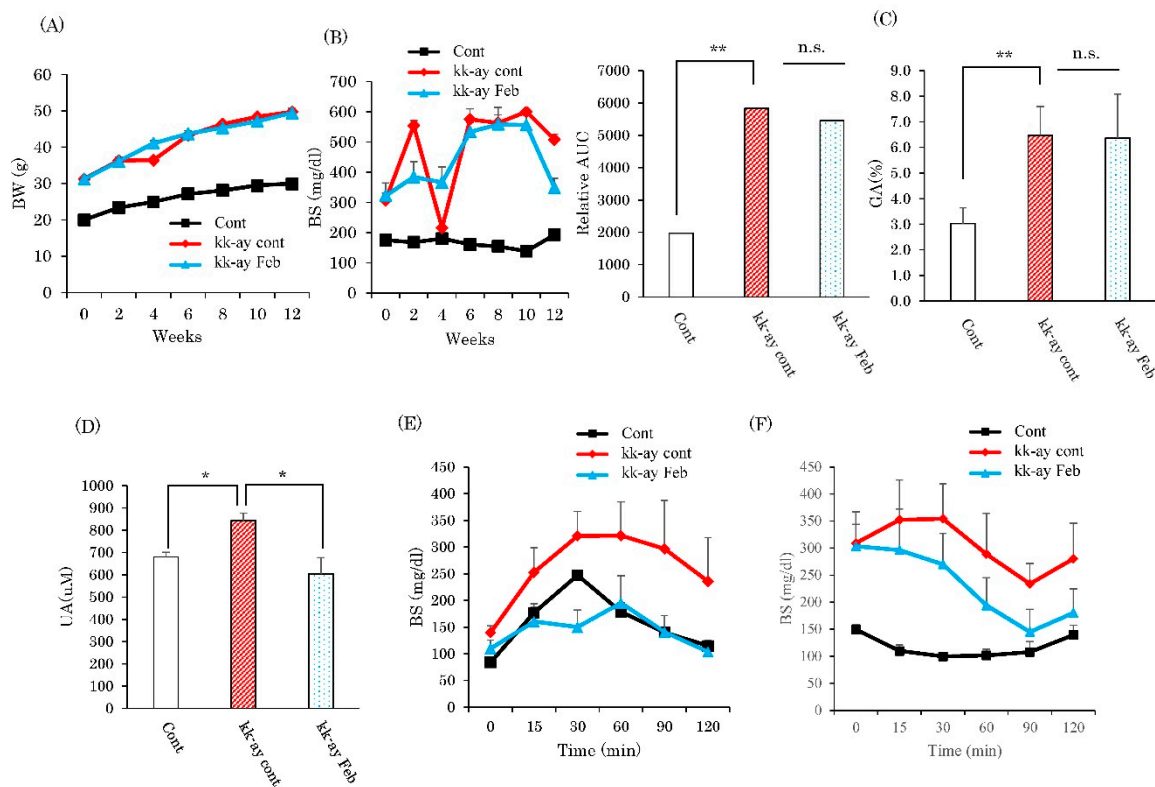 (A)
BW (g)
60
50
40
30
20
10
0
Cont
kk-ay cont
kk-ay Feb
0 2 4 6 8 10 12
Weeks
(B)
Cont
kk-ay cont
kk-ay Feb
BS (mg/dl)
700
600
500
400
300
200
100
0
0 2 4 6 8 10 12
Weeks
** n.s.
Relative AUC
7000
6000
5000
4000
3000
2000
1000
0
Cont
kk-ay cont
kk-ay Feb
(C)
** n.s.
GA(%)
9.0
8.0
7.0
6.0
5.0
4.0
3.0
2.0
1.0
0.0
Cont
kk-ay cont
kk-ay Feb
(D)
* *
UA(uM)
1000
900
800
700
600
500
400
300
200
100
0
Cont
kk-ay cont
kk-ay Feb
(E)
Cont
kk-ay cont
kk-ay Feb
BS (mg/dl)
450
400
350
300
250
200
150
100
50
0
0 15 30 60 90 120
Time (min)
(F)
Cont
kk-ay cont
kk-ay Feb
BS (mg/dl)
450
400
350
300
250
200
150
100
50
0
0 15 30 60 90 120
Time (min)